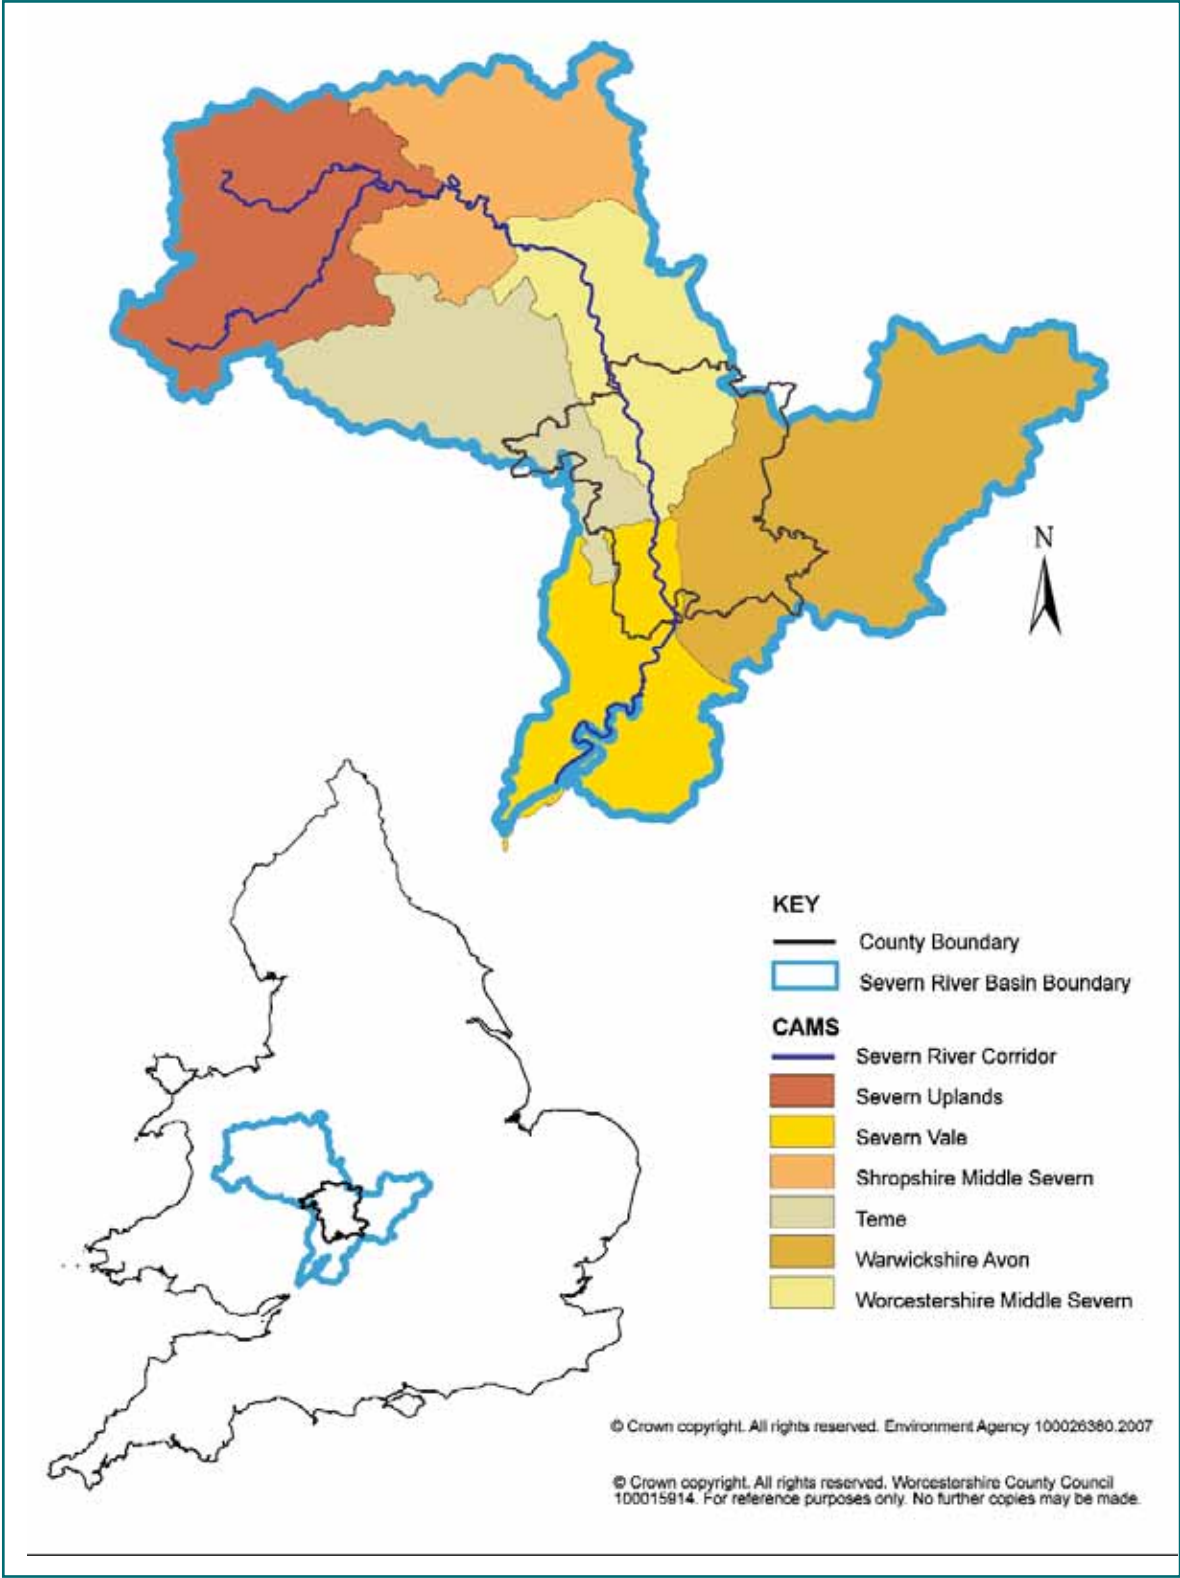 N
KEY
County Boundary
Severn River Basin Boundary
CAMS
Severn River Corridor
Severn Uplands
Severn Vale
Shropshire Middle Severn
Teme
Warwickshire Avon
Worcestershire Middle Severn
© Crown copyright. All rights reserved. Environment Agency 100026380.2007
© Crown copyright. All rights reserved. Worcestershire County Council
100015914. For reference purposes only. No further copies may be made.